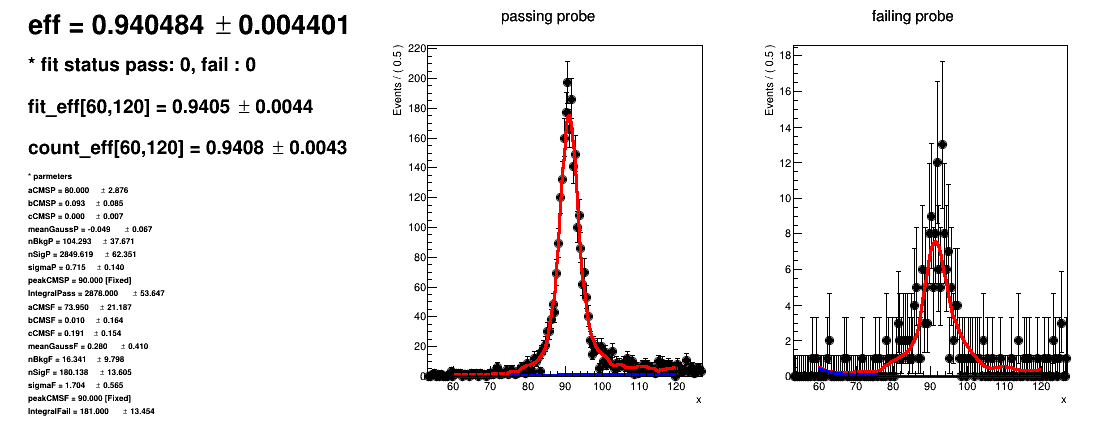 eff = 0.940484 ± 0.004401
* fit status pass: 0, fail : 0
fit_eff[60,120] = 0.9405 ± 0.0044
count_eff[60,120] = 0.9408 ± 0.0043
* parmeters
aCMSP = 80.000 ± 2.876
bCMSP = 0.093 ± 0.085
cCMSP = 0.000 ± 0.007
meanGaussP = -0.049 ± 0.067
nBkgP = 104.293 ± 37.671
nSigP = 2849.619 ± 62.351
sigmaP = 0.715 ± 0.140
peakCMSP = 90.000 [Fixed]
IntegralPass = 2878.000 ± 53.647
aCMSF = 73.950 ± 21.187
bCMSF = 0.010 ± 0.164
cCMSF = 0.191 ± 0.154
meanGaussF = 0.280 ± 0.410
nBkgF = 16.341 ± 9.798
nSigF = 180.138 ± 13.605
sigmaF = 1.704 ± 0.565
peakCMSF = 90.000 [Fixed]
IntegralFail = 181.000 ± 13.454
passing probe
Events / ( 0.5 )
220
200
180
160
140
120
100
80
60
40
20
0
60 70 80 90 100 110 120
x
failing probe
Events / ( 0.5 )
18
16
14
12
10
8
6
4
2
0
60 70 80 90 100 110 120
x